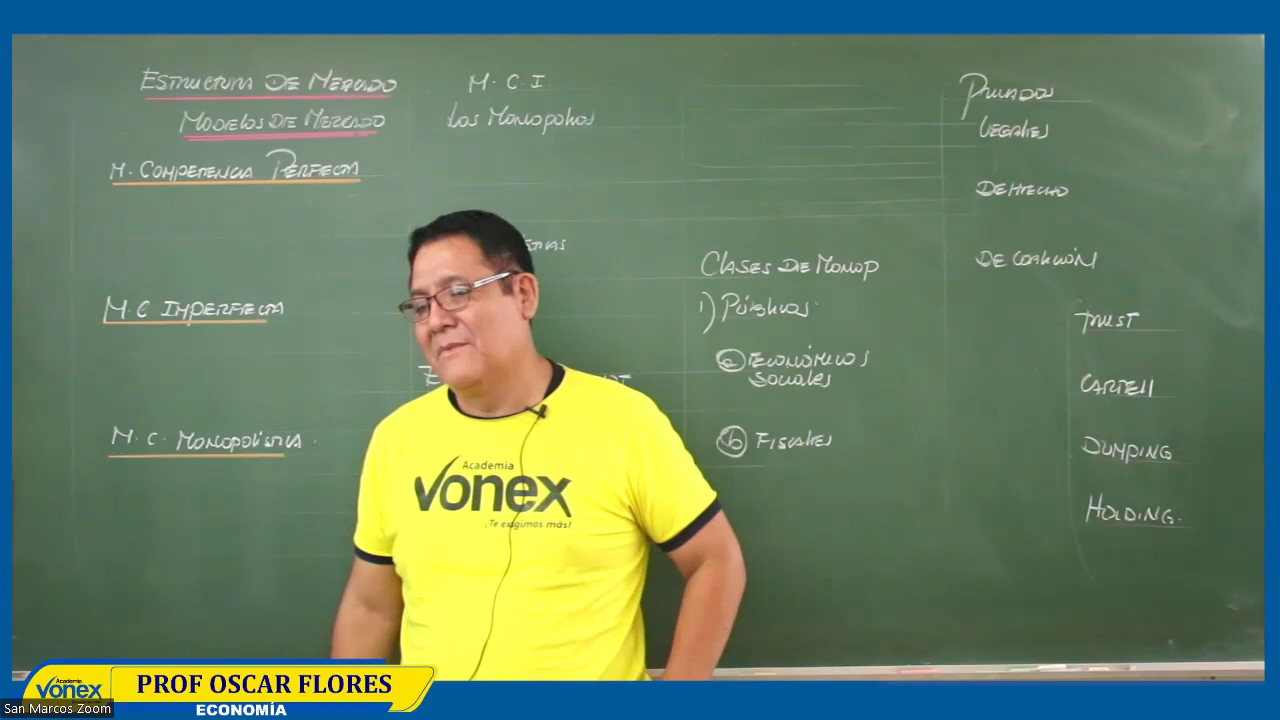 ESTRUCTURA DE MERCADO
MODELOS DE MERCADO
M. COMPETENCIA PERFECTA
M. C IMPERFECTA
M. C. MONOPOLÍSTICA.
M. C. I
LOS MONOPOLIOS
CLASES DE MONOP
1) PÚBLICOS
a ECONÓMICOS
SOCIALES
b FISCALES
PRIVADOS
LEGALES
DE HECHO
DE COALICIÓN
TRUST
CARTELL
DUMPING
HOLDING.
Academia
vonex
¡Te exigimos más!
Academia
vonex
PROF OSCAR FLORES
ECONOMÍA
San Marcos Zoom